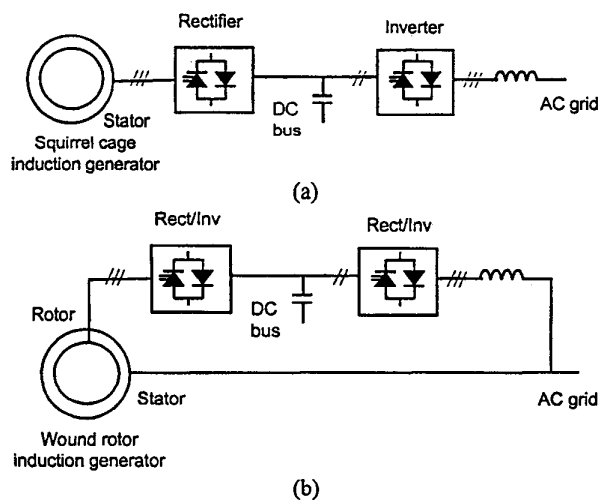 Rectifier
Inverter
Stator
DC
bus
AC grid
Squirrel cage
induction generator
(a)
Rect/Inv
Rect/Inv
Rotor
DC
bus
Stator
AC grid
Wound rotor
induction generator
(b)